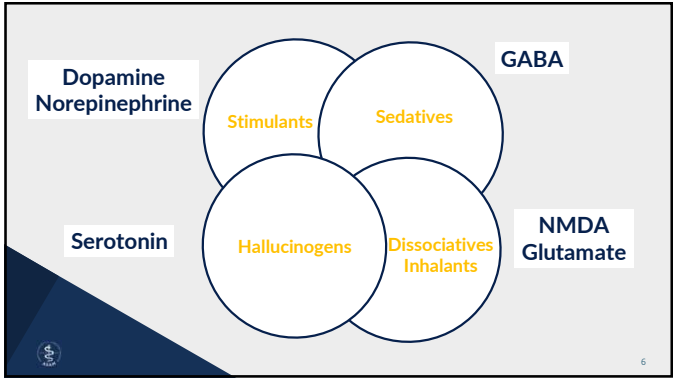 Dopamine
Norepinephrine
GABA
Stimulants
Sedatives
Serotonin
Hallucinogens
Dissociatives
Inhalants
NMDA
Glutamate
6